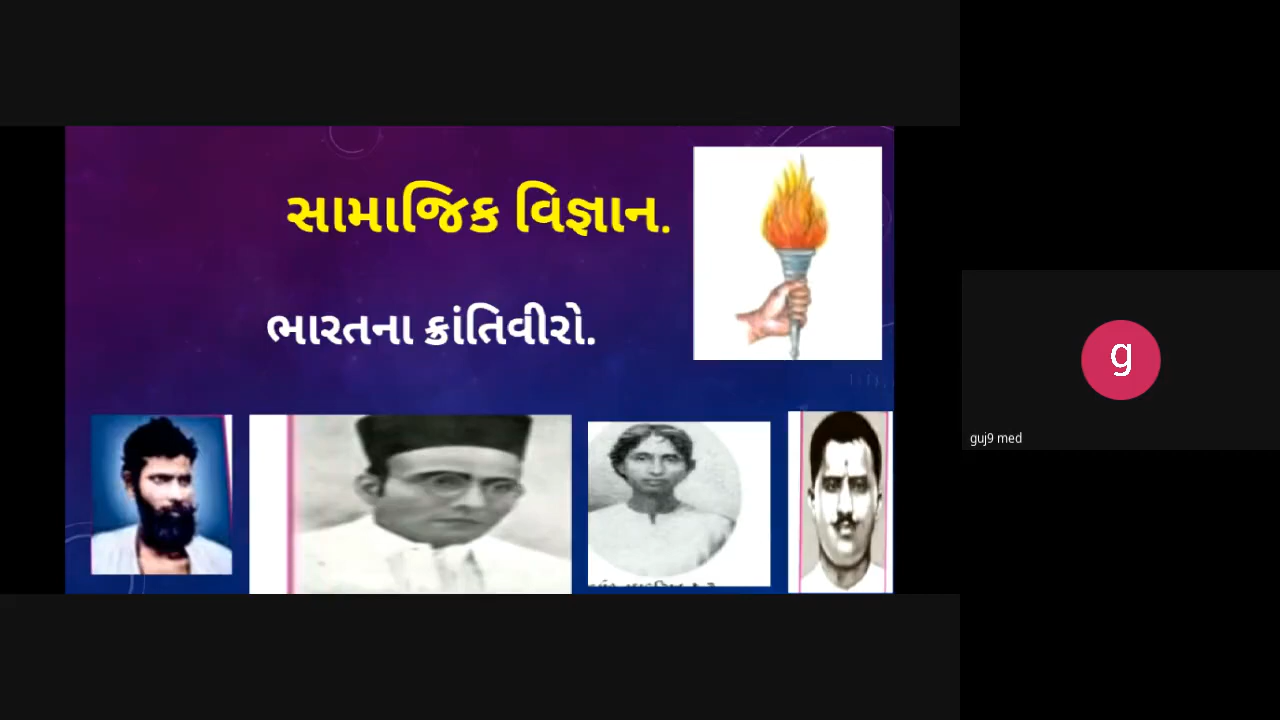 સામાજિક વિજ્ઞાન.
ભારતના ક્રાંતિવીરો.
g
guj9 med